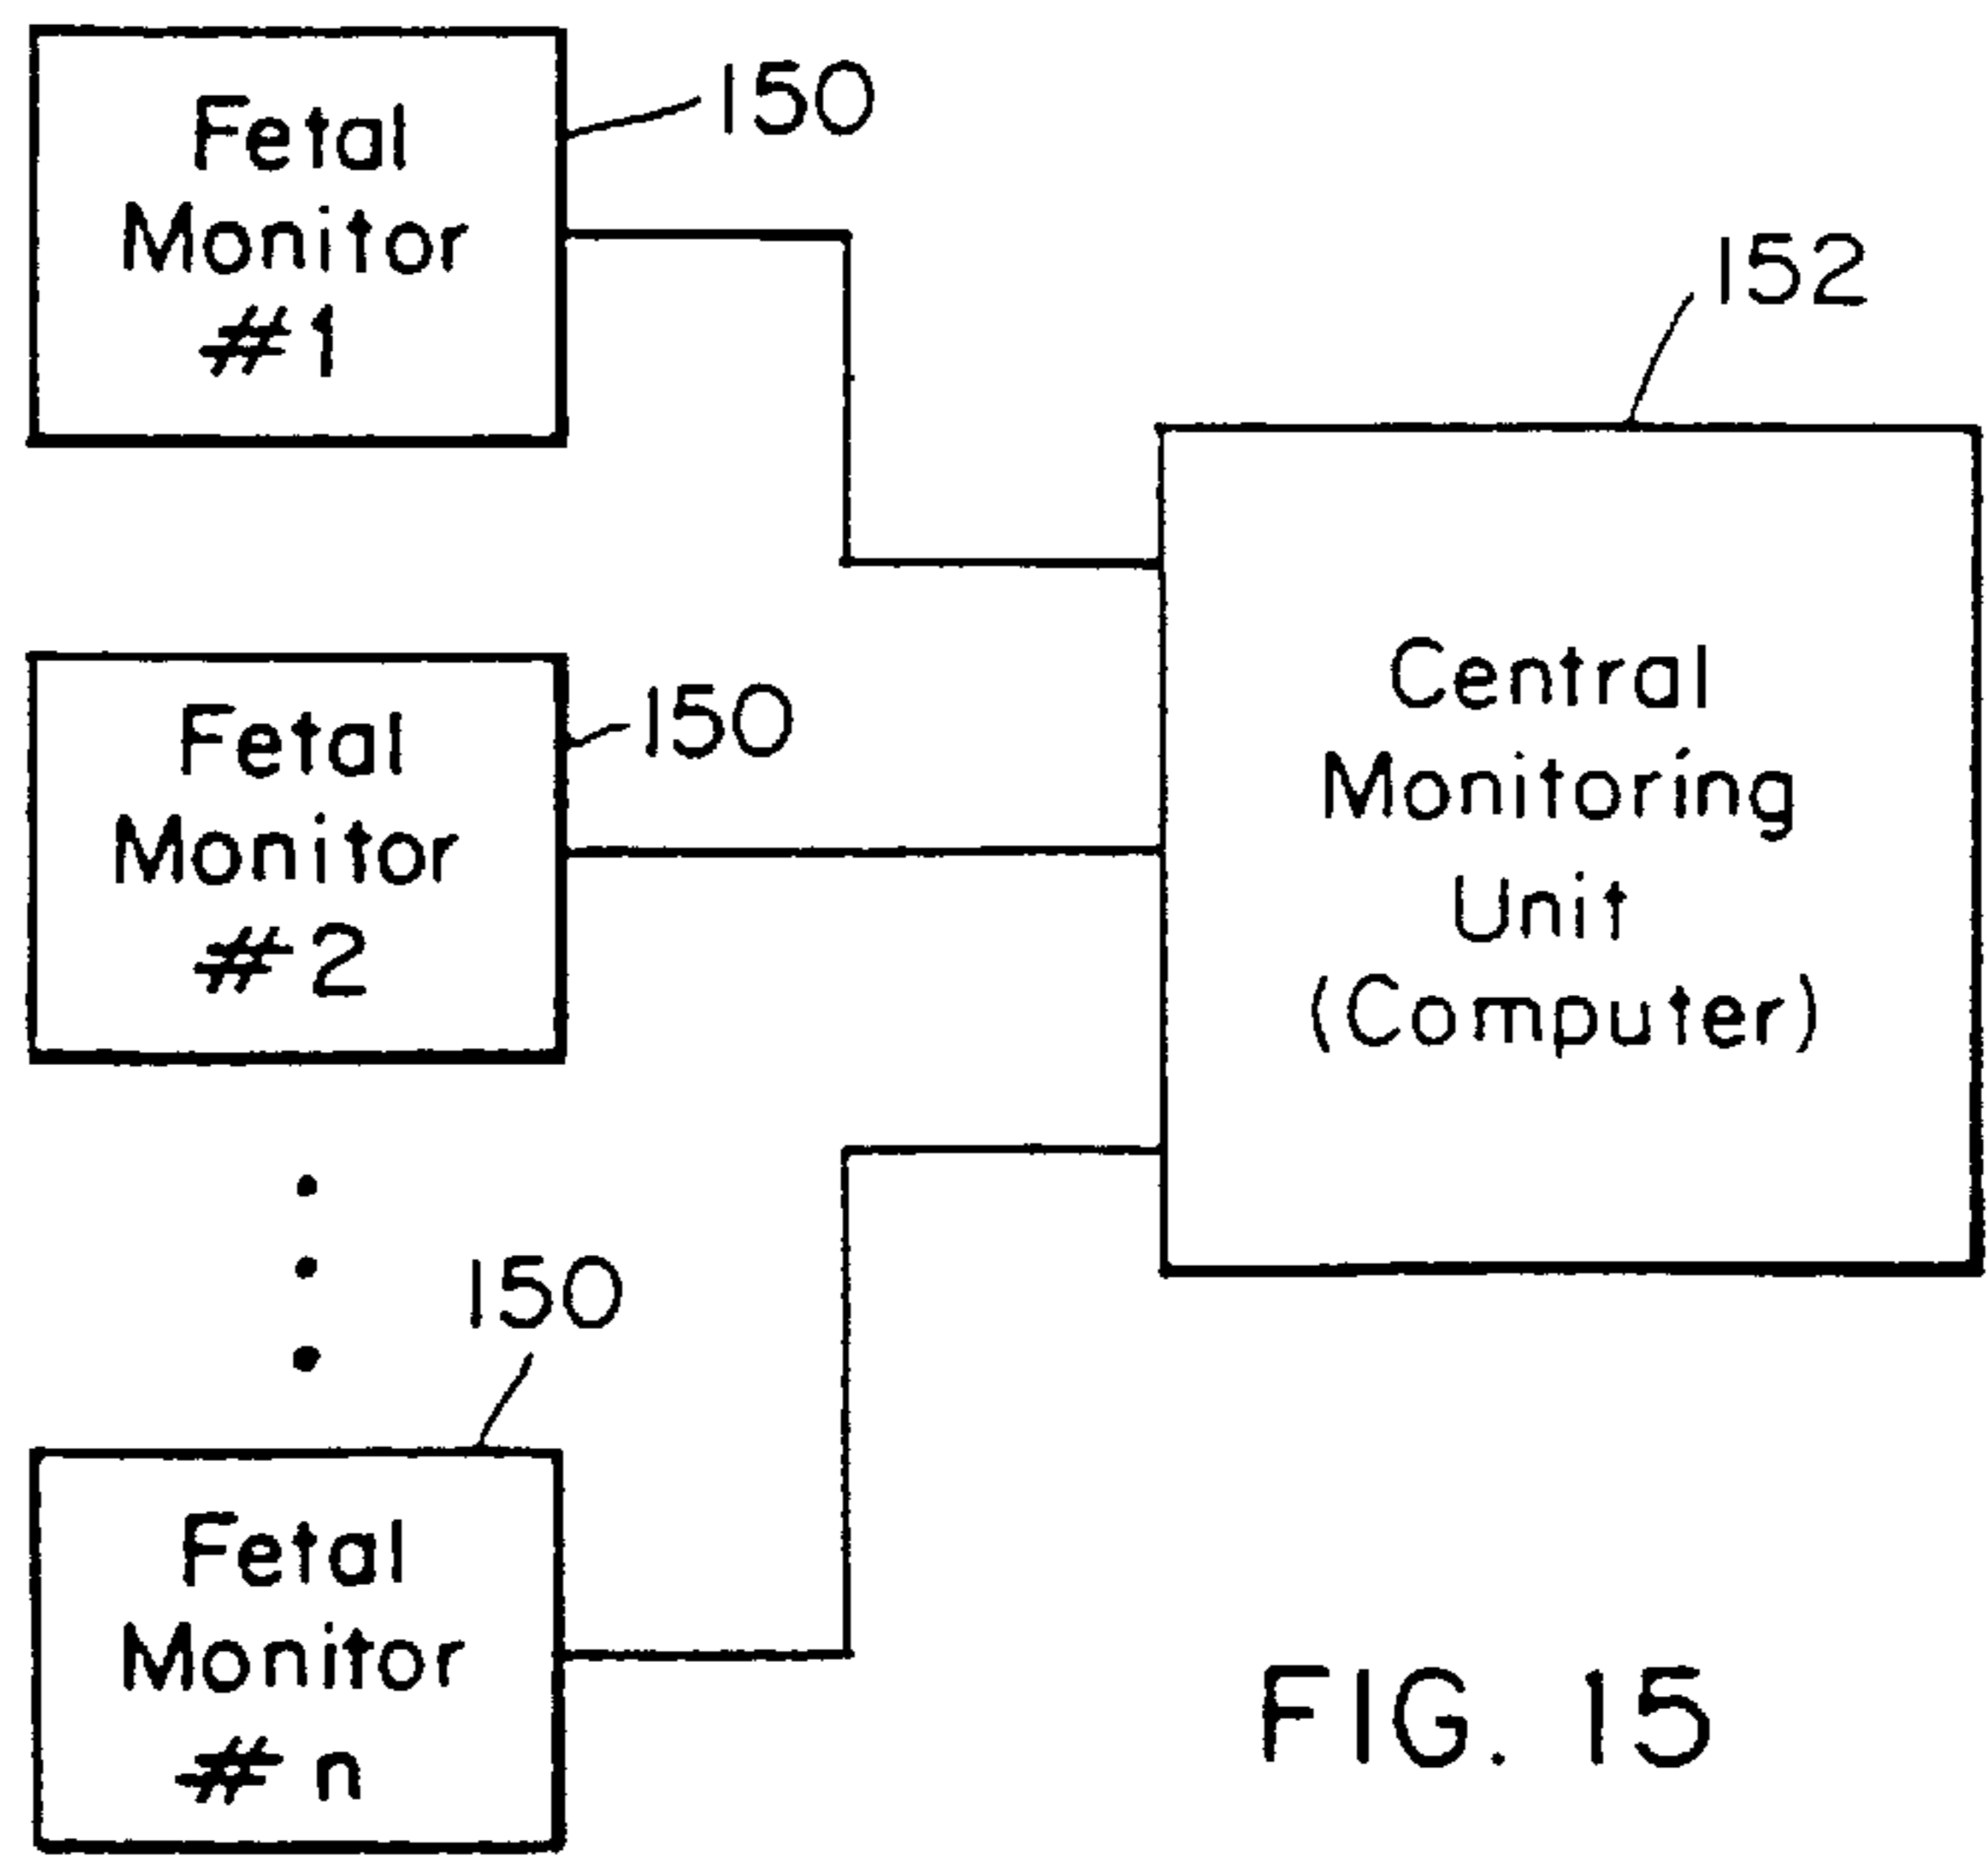 Fetal
Monitor
#1
150
152
Fetal
Monitor
#2
150
Central
Monitoring
Unit
(Computer)
150
Fetal
Monitor
#n
FIG. 15